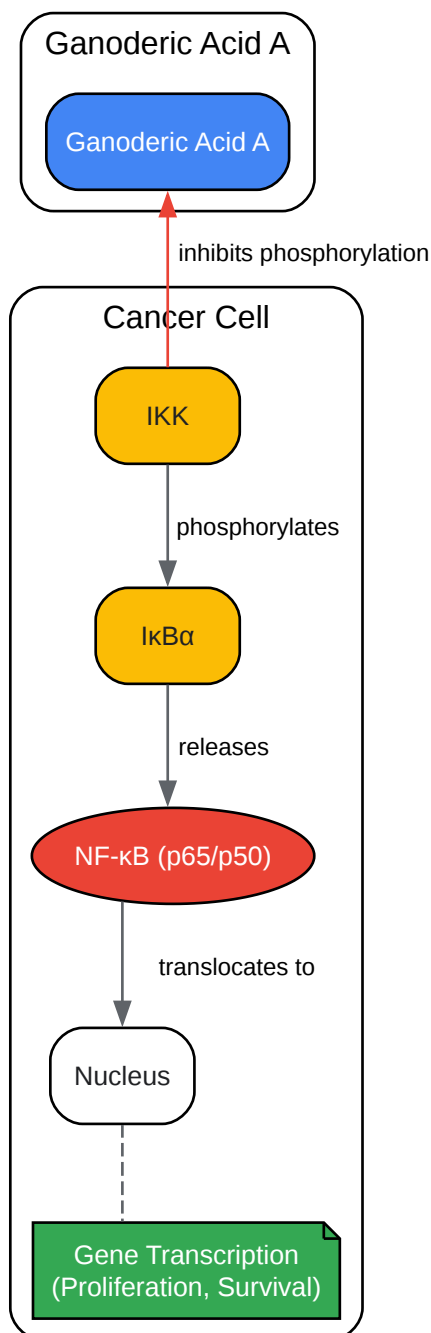 Ganoderic Acid A
Ganoderic Acid A
inhibits phosphorylation
Cancer Cell
IKK
phosphorylates
IκBα
releases
NF-κB (p65/p50)
translocates to
Nucleus
Gene Transcription
(Proliferation, Survival)